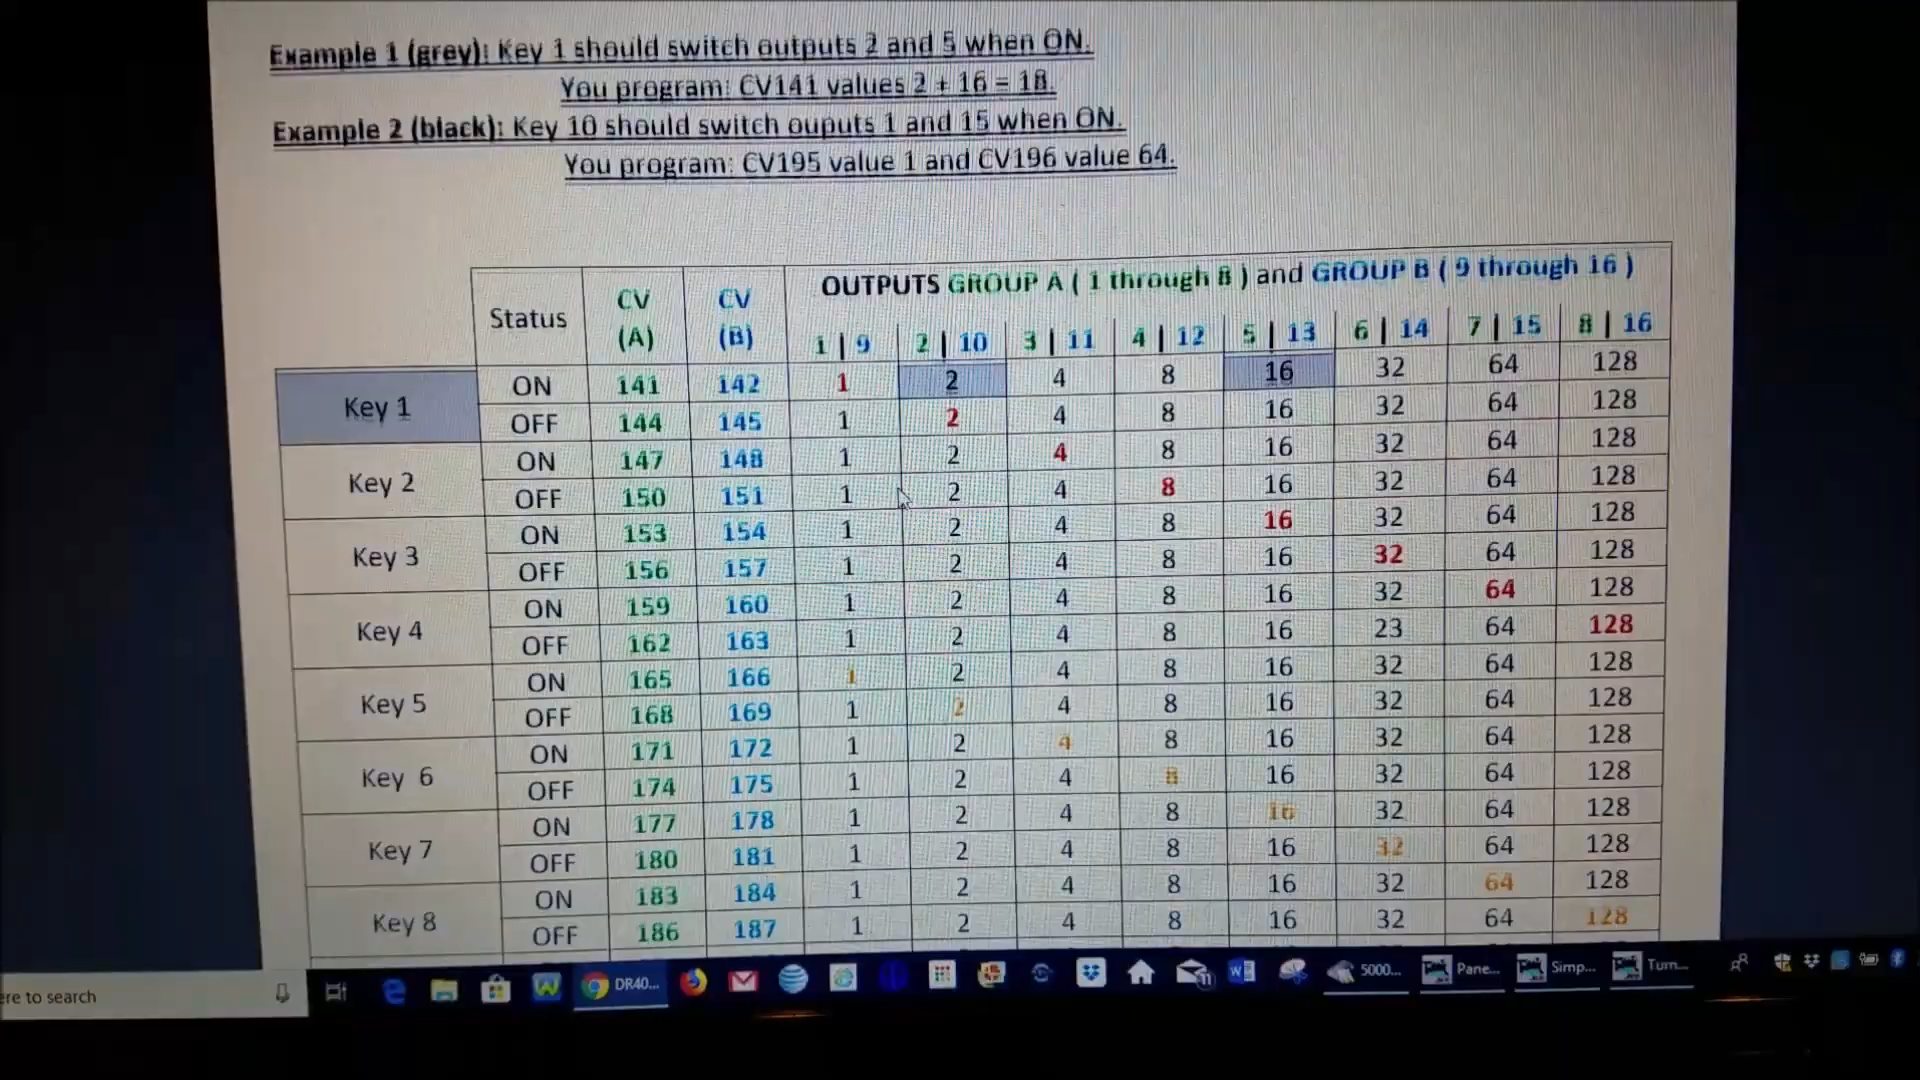 Example 1 (grey): Key 1 should switch outputs 2 and 5 when ON.
You program: CV141 values 2 + 16 = 18.
Example 2 (black): Key 10 should switch ouputs 1 and 15 when ON.
You program: CV195 value 1 and CV196 value 64.
Status CV (A) CV (B) OUTPUTS GROUP A ( 1 through 8 ) and GROUP B ( 9 through 16 )
1 | 9 2 | 10 3 | 11 4 | 12 5 | 13 6 | 14 7 | 15 8 | 16
Key 1 ON 141 142 1 2 4 8 16 32 64 128
OFF 144 145 1 2 4 8 16 32 64 128
Key 2 ON 147 148 1 2 4 8 16 32 64 128
OFF 150 151 1 2 4 8 16 32 64 128
Key 3 ON 153 154 1 2 4 8 16 32 64 128
OFF 156 157 1 2 4 8 16 32 64 128
Key 4 ON 159 160 1 2 4 8 16 32 64 128
OFF 162 163 1 2 4 8 16 23 64 128
Key 5 ON 165 166 1 2 4 8 16 32 64 128
OFF 168 169 1 2 4 8 16 32 64 128
Key 6 ON 171 172 1 2 4 8 16 32 64 128
OFF 174 175 1 2 4 8 16 32 64 128
Key 7 ON 177 178 1 2 4 8 16 32 64 128
OFF 180 181 1 2 4 8 16 32 64 128
Key 8 ON 183 184 1 2 4 8 16 32 64 128
OFF 186 187 1 2 4 8 16 32 64 128
ere to search DR40... 11 5000... Pane... Simp... Turn...